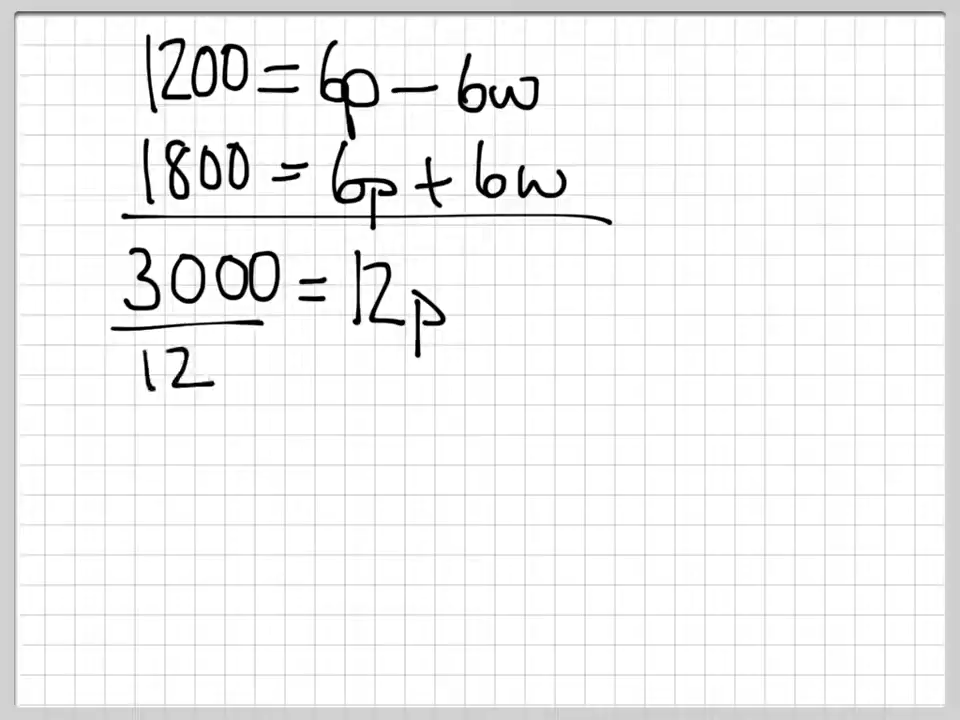 1200 = 6p - 6w
1800 = 6p + 6w
3000 = 12p
12